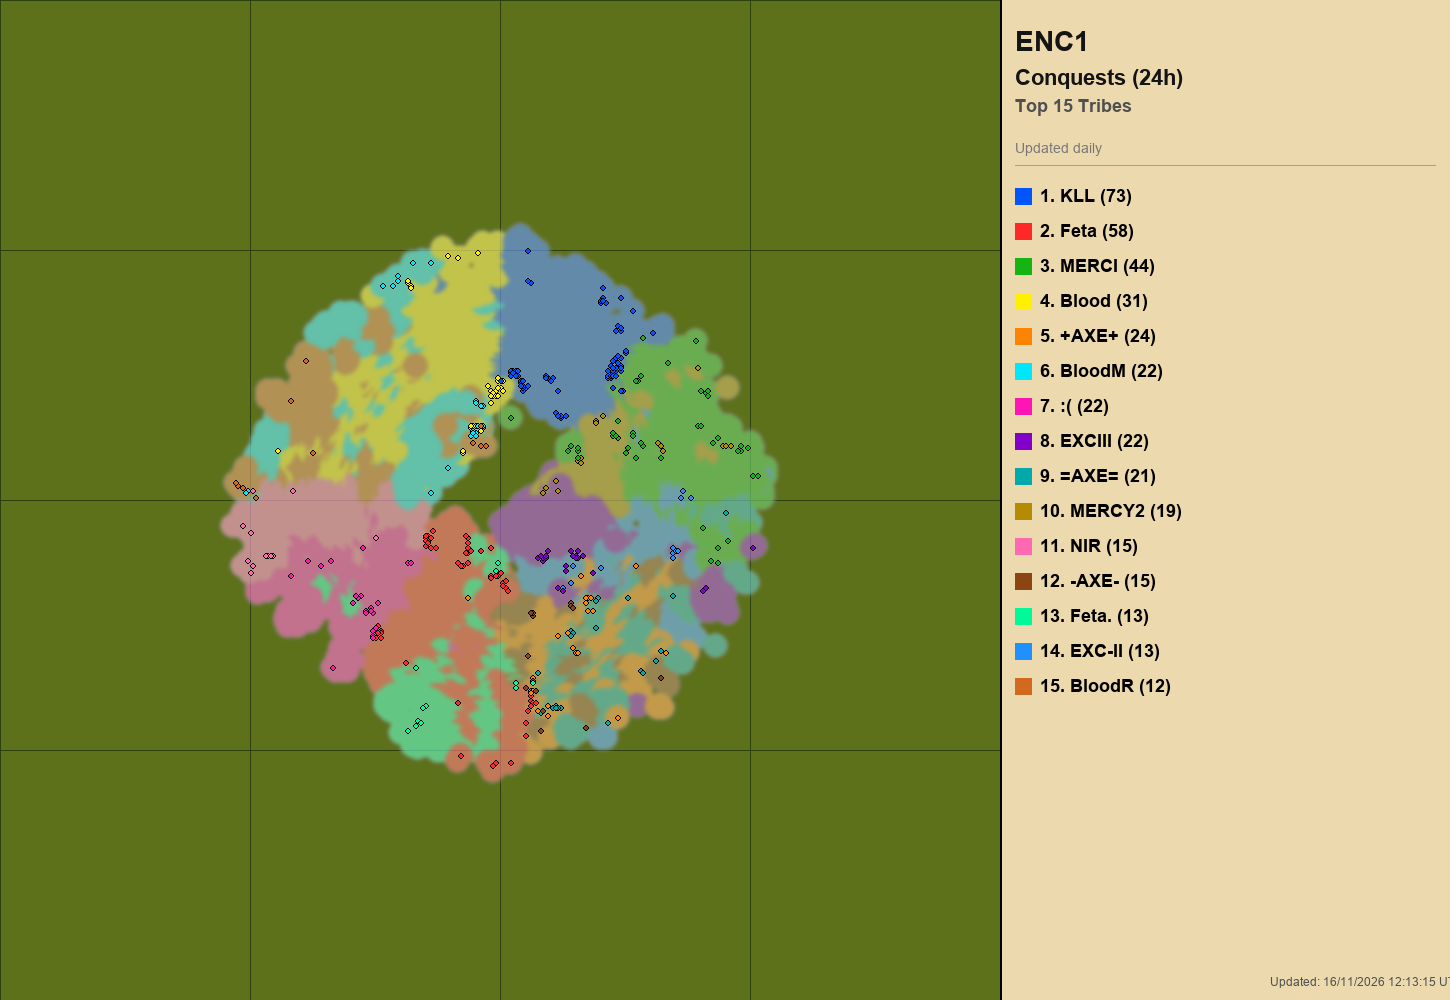 ENC1
Conquests (24h)
Top 15 Tribes
Updated daily
1. KLL (73)
2. Feta (58)
3. MERCI (44)
4. Blood (31)
5. +AXE+ (24)
6. BloodM (22)
7. :( (22)
8. EXCIII (22)
9. =AXE= (21)
10. MERCY2 (19)
11. NIR (15)
12. -AXE- (15)
13. Feta. (13)
14. EXC-II (13)
15. BloodR (12)
Updated: 16/11/2026 12:13:15 U